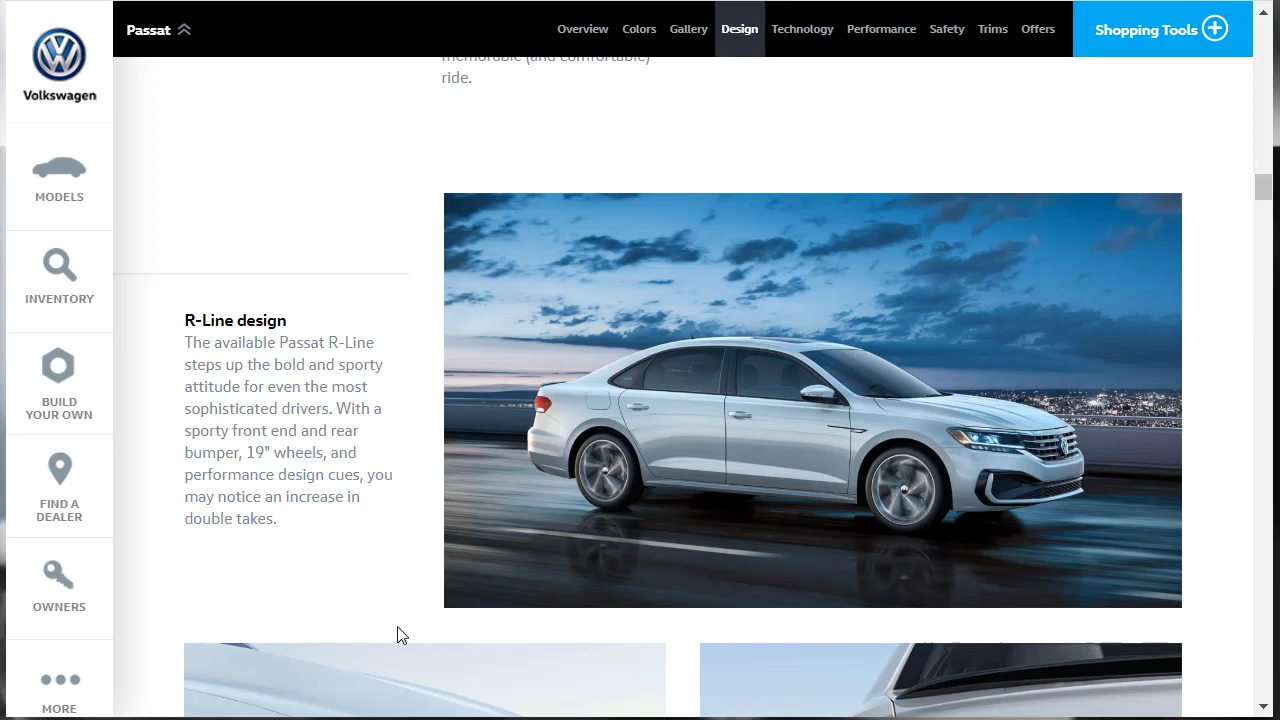 Passat
Overview
Colors
Gallery
Design
Technology
Performance
Safety
Trims
Offers
Shopping Tools
Volkswagen
MODELS
INVENTORY
BUILD
YOUR OWN
FIND A
DEALER
OWNERS
MORE
memorable (and comfortable)
ride.
R-Line design
The available Passat R-Line
steps up the bold and sporty
attitude for even the most
sophisticated drivers. With a
sporty front end and rear
bumper, 19" wheels, and
performance design cues, you
may notice an increase in
double takes.